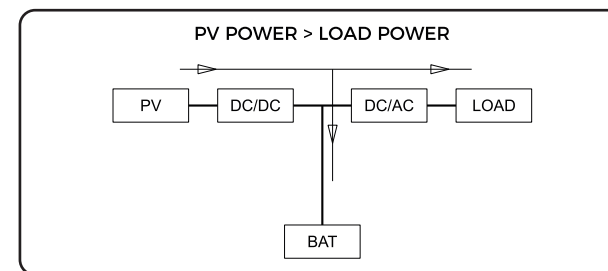 PV POWER > LOAD POWER
PV
DC/DC
DC/AC
LOAD
BAT